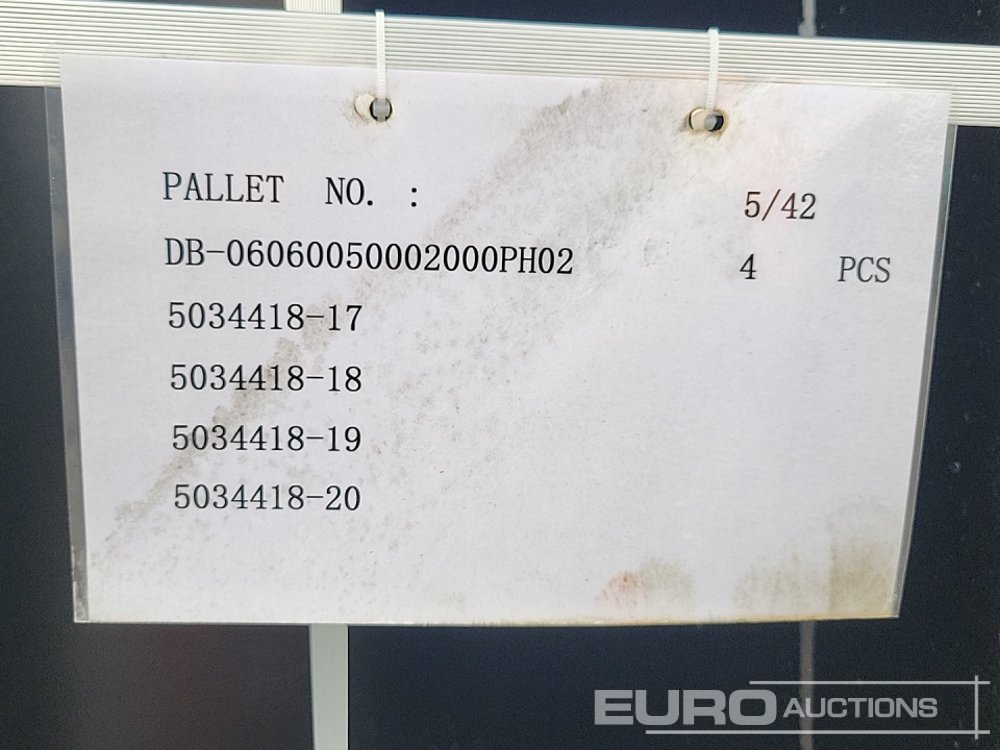 PALLET NO. : 5/42
DB-06060050002000PH02 4 PCS
5034418-17
5034418-18
5034418-19
5034418-20
EURO AUCTIONS